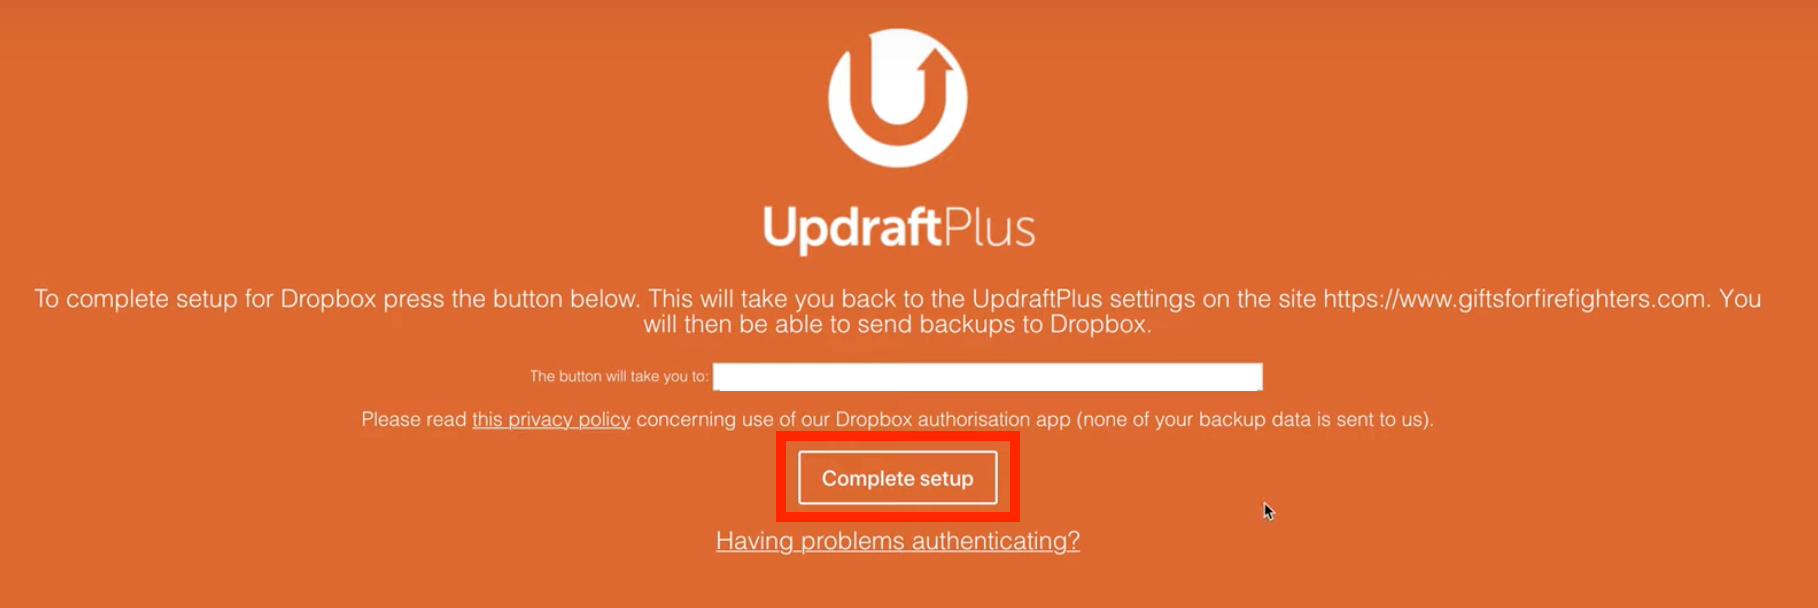 UpdraftPlus
To complete setup for Dropbox press the button below. This will take you back to the UpdraftPlus settings on the site https://www.giftsforfirefighters.com. You
will then be able to send backups to Dropbox.
The button will take you to:
Please read this privacy policy concerning use of our Dropbox authorisation app (none of your backup data is sent to us).
Complete setup
Having problems authenticating?